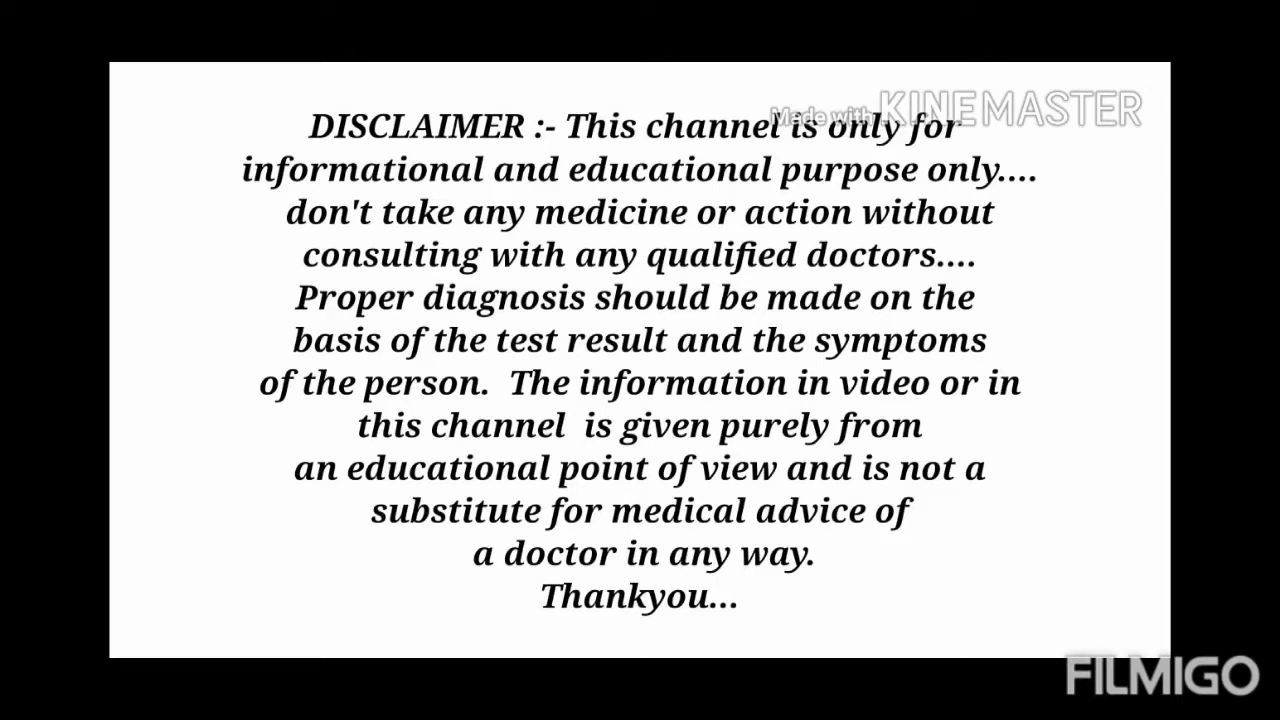 Made with KINEMASTER
DISCLAIMER :- This channel is only for
informational and educational purpose only....
don't take any medicine or action without
consulting with any qualified doctors....
Proper diagnosis should be made on the
basis of the test result and the symptoms
of the person.  The information in video or in
this channel  is given purely from
an educational point of view and is not a
substitute for medical advice of
a doctor in any way.
Thankyou...
FILMIGO